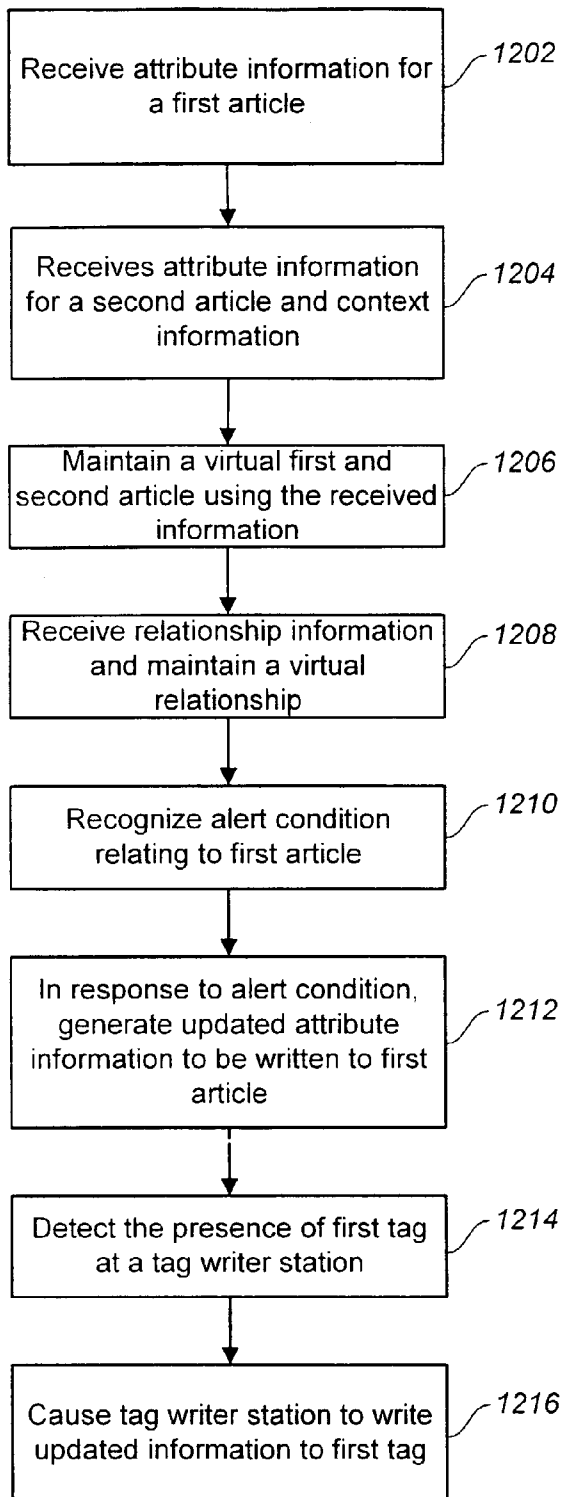 Receive attribute information for
a first article
1202
Receives attribute information
for a second article and context
information
1204
Maintain a virtual first and
second article using the received
information
1206
Receive relationship information
and maintain a virtual
relationship
1208
Recognize alert condition
relating to first article
1210
In response to alert condition,
generate updated attribute
information to be written to first
article
1212
Detect the presence of first tag
at a tag writer station
1214
Cause tag writer station to write
updated information to first tag
1216